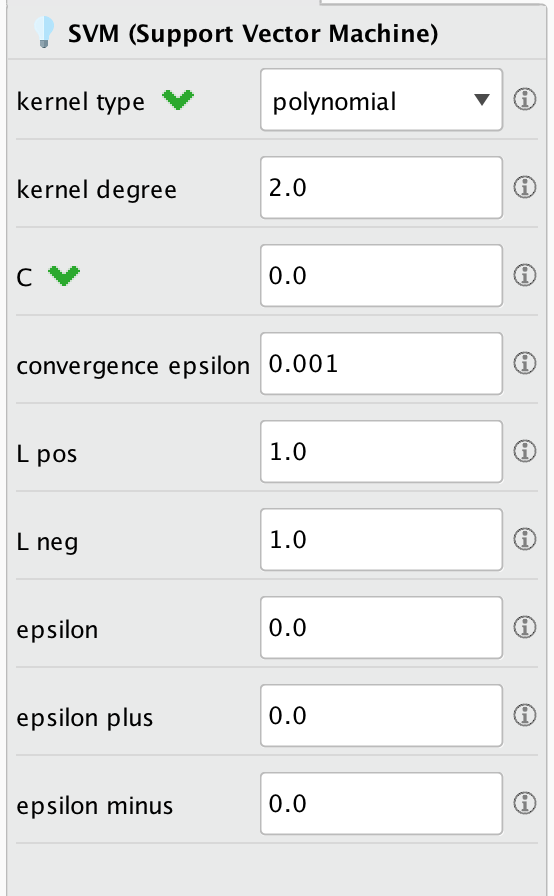 SVM (Support Vector Machine)
kernel type polynomial
kernel degree 2.0
C 0.0
convergence epsilon 0.001
L pos 1.0
L neg 1.0
epsilon 0.0
epsilon plus 0.0
epsilon minus 0.0